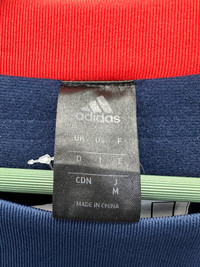 adidas
UK US F
D I E
CDN J
M
MADE IN CHINA